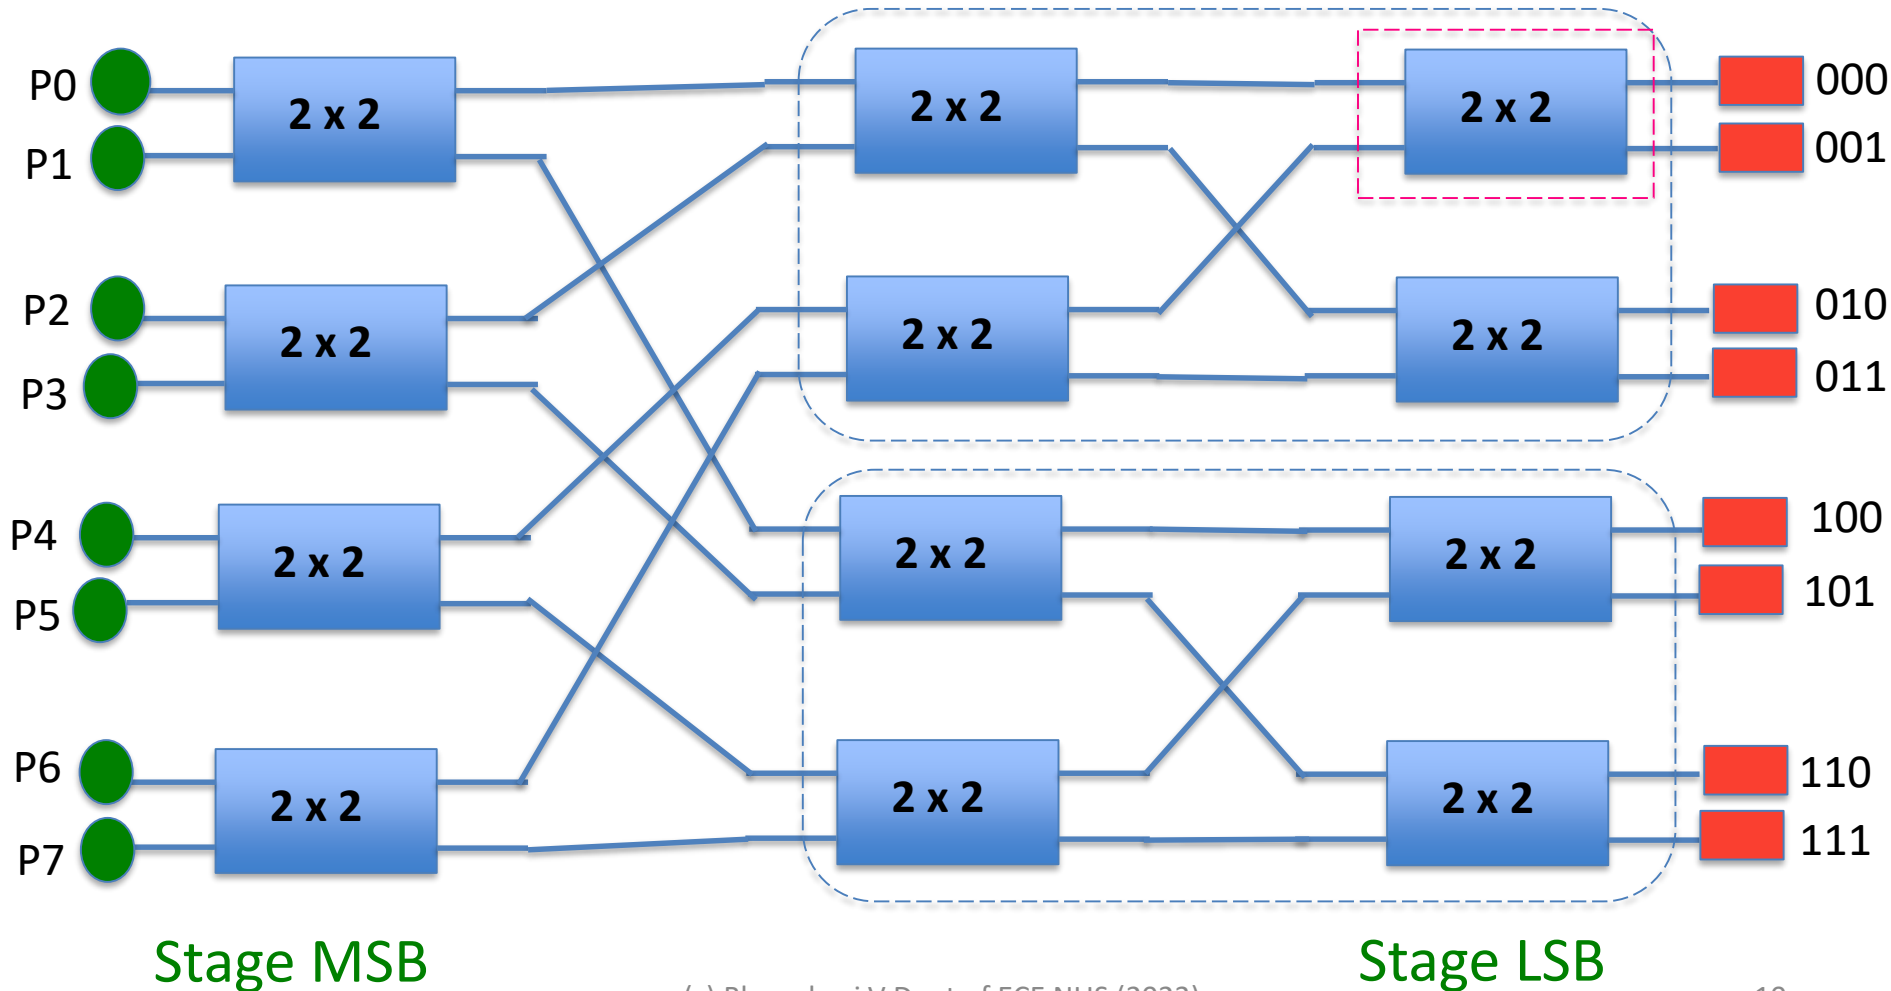 P0 2 x 2 2 x 2 2 x 2 000
P1 001
P2 2 x 2 2 x 2 2 x 2 010
P3 011
P4 2 x 2 2 x 2 2 x 2 100
P5 101
P6 2 x 2 2 x 2 2 x 2 110
P7 111
Stage MSB Stage LSB